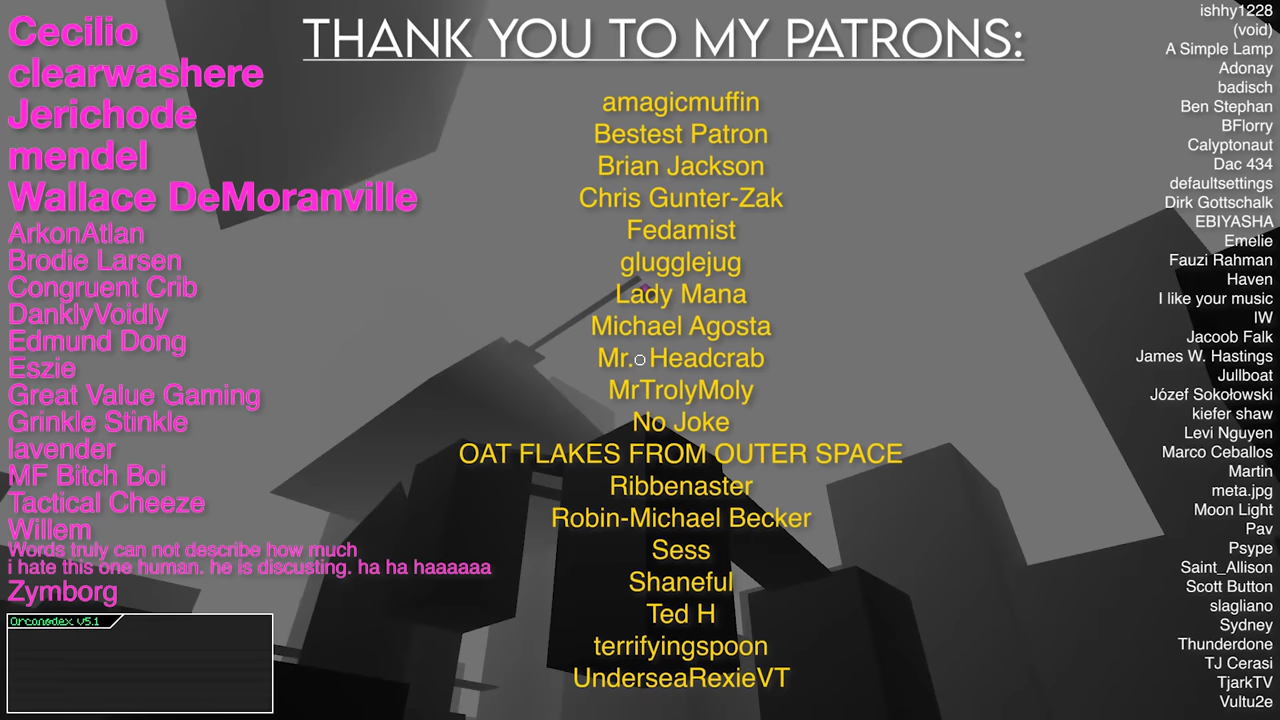 THANK YOU TO MY PATRONS:
Cecilio
clearwashere
Jerichode
mendel
Wallace DeMoranville
ArkonAtlan
Brodie Larsen
Congruent Crib
DanklyVoidly
Edmund Dong
Eszie
Great Value Gaming
Grinkle Stinkle
lavender
MF Bitch Boi
Tactical Cheeze
Willem
Words truly can not describe how much
i hate this one human. he is discusting. ha ha haaaaaa
Zymborg
Orcanodex v5.1
amagicmuffin
Bestest Patron
Brian Jackson
Chris Gunter-Zak
Fedamist
glugglejug
Lady Mana
Michael Agosta
Mr. Headcrab
MrTrolyMoly
No Joke
OAT FLAKES FROM OUTER SPACE
Ribbenaster
Robin-Michael Becker
Sess
Shaneful
Ted H
terrifyingspoon
UnderseaRexieVT
ishhy1228
(void)
A Simple Lamp
Adonay
badisch
Ben Stephan
BFlorry
Calyptonaut
Dac 434
defaultsettings
Dirk Gottschalk
EBIYASHA
Emelie
Fauzi Rahman
Haven
I like your music
IW
Jacoob Falk
James W. Hastings
Jullboat
Józef Sokołowski
kiefer shaw
Levi Nguyen
Marco Ceballos
Martin
meta.jpg
Moon Light
Pav
Psype
Saint_Allison
Scott Button
slagliano
Sydney
Thunderdone
TJ Cerasi
TjarkTV
Vultu2e